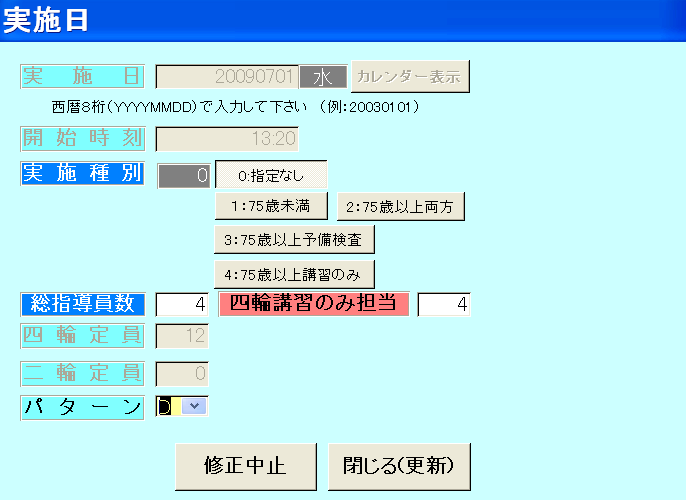 実施日
実 施 日 20090701 水 カレンダー表示
西暦8桁(YYYYMMDD)で入力して下さい (例:20030101)
開 始 時 刻 13:20
実 施 種 別 0 0:指定なし
1:75歳未満 2:75歳以上両方
3:75歳以上予備検査
4:75歳以上講習のみ
総指導員数 4 四輪講習のみ担当 4
四 輪 定 員 12
二 輪 定 員 0
パ タ ー ン D
修正中止 閉じる(更新)